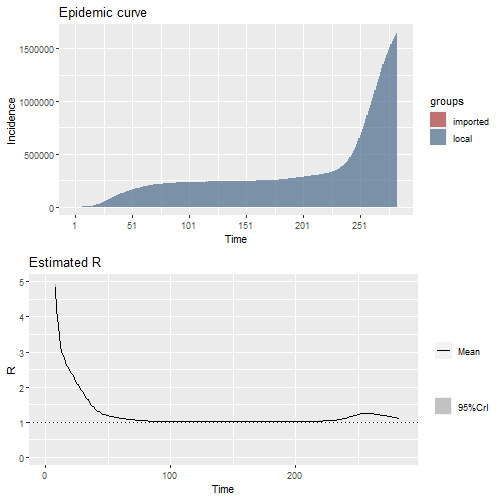 Epidemic curve
Incidence
1500000
1000000
500000
0
1 51 101 151 201 251
Time
groups
imported
local
Estimated R
R
5
4
3
2
1
0
0 100 200
Time
Mean
95%CrI